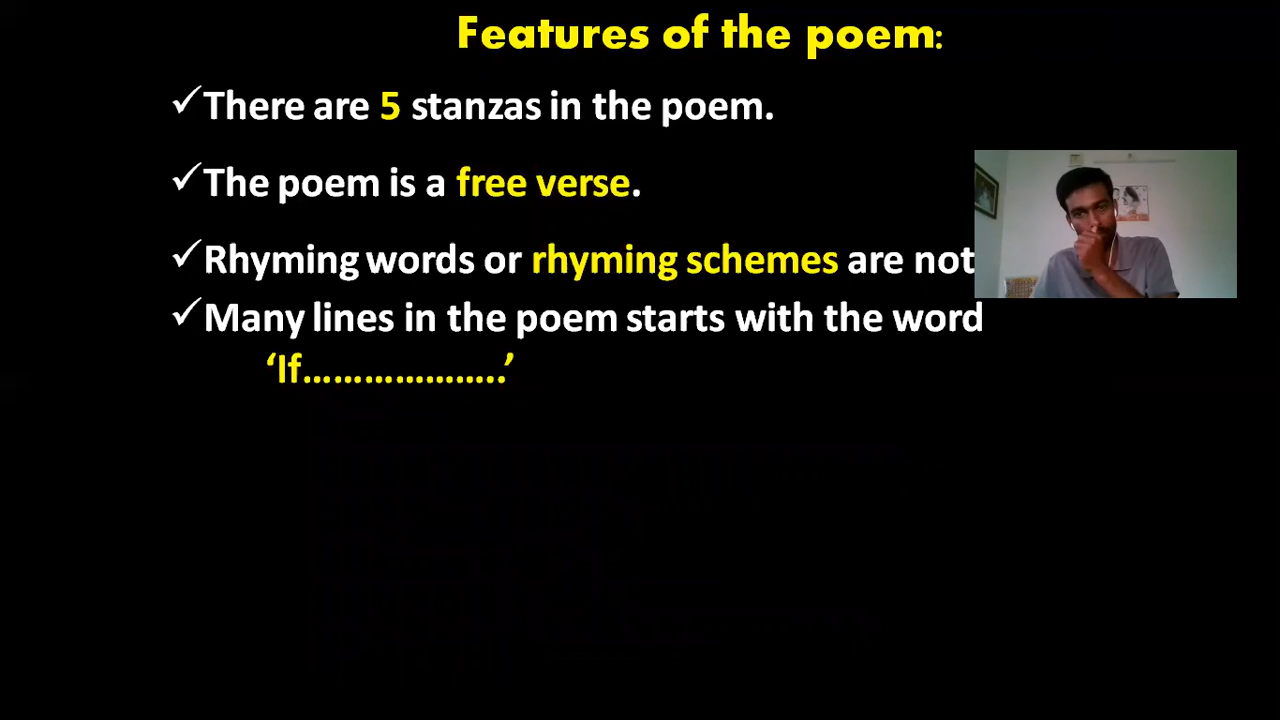 Features of the poem:
✓There are 5 stanzas in the poem.
✓The poem is a free verse.
✓Rhyming words or rhyming schemes are not
✓Many lines in the poem starts with the word
‘If…………………..’